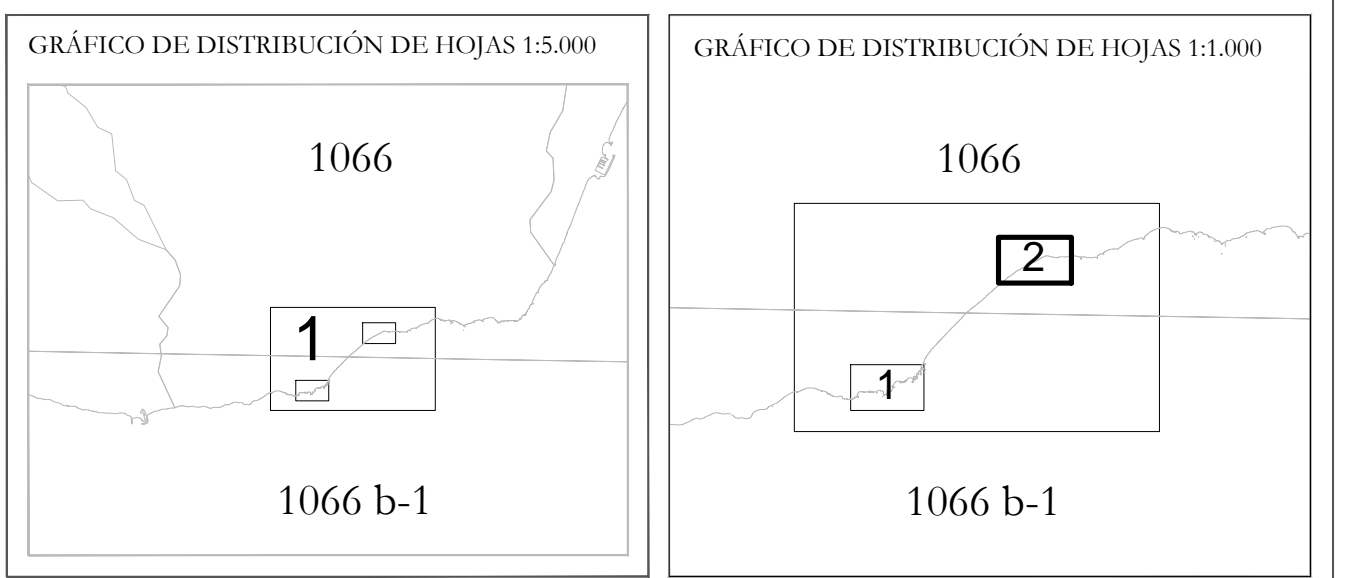 GRÁFICO DE DISTRIBUCIÓN DE HOJAS 1:5.000
1066
1
1066 b-1
GRÁFICO DE DISTRIBUCIÓN DE HOJAS 1:1.000
1066
2
1
1066 b-1